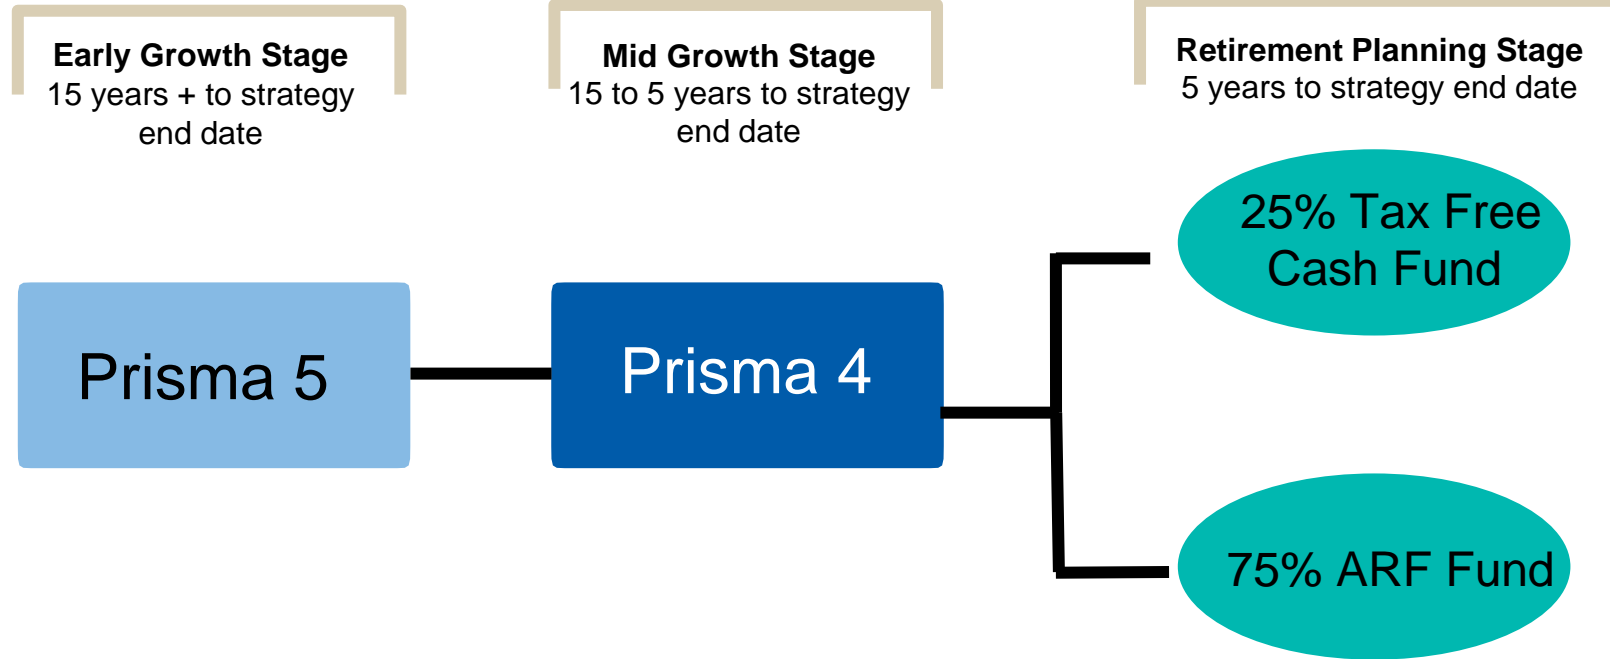 Early Growth Stage
15 years + to strategy
end date
Mid Growth Stage
15 to 5 years to strategy
end date
Retirement Planning Stage
5 years to strategy end date
Prisma 5
Prisma 4
25% Tax Free
Cash Fund
75% ARF Fund